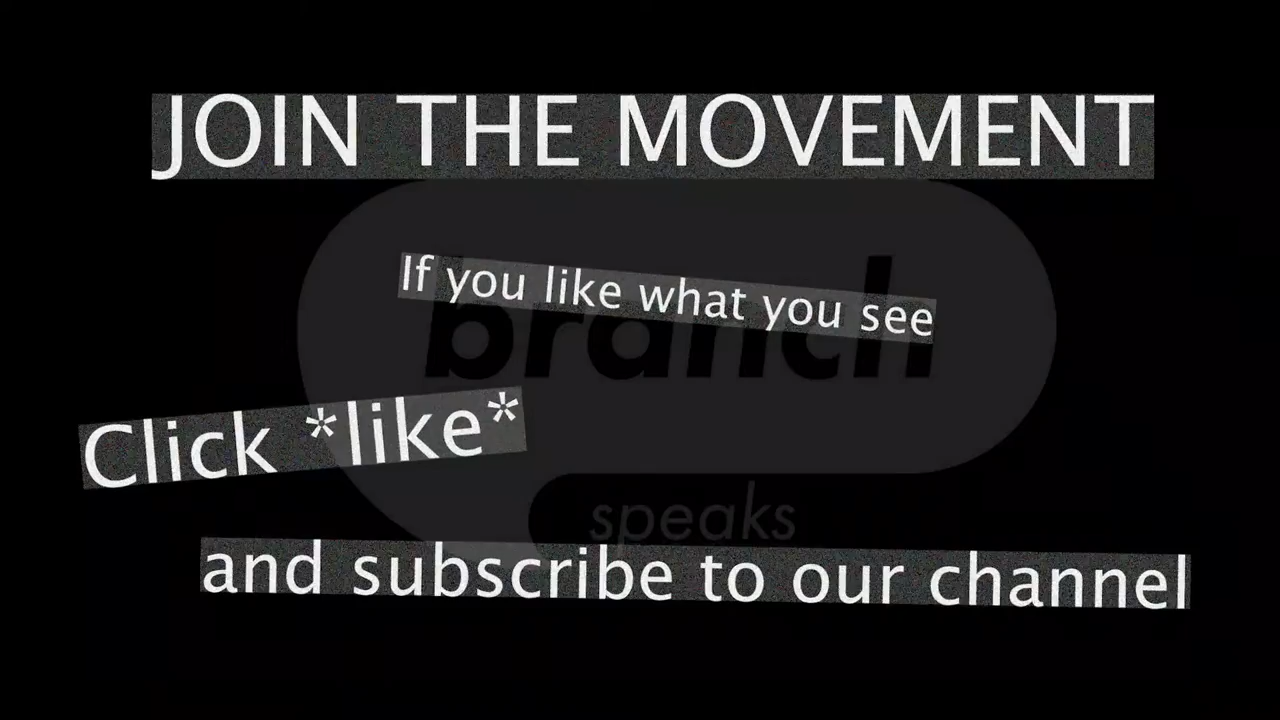 JOIN THE MOVEMENT
If you like what you see
branch
Click *like*
speaks
and subscribe to our channel